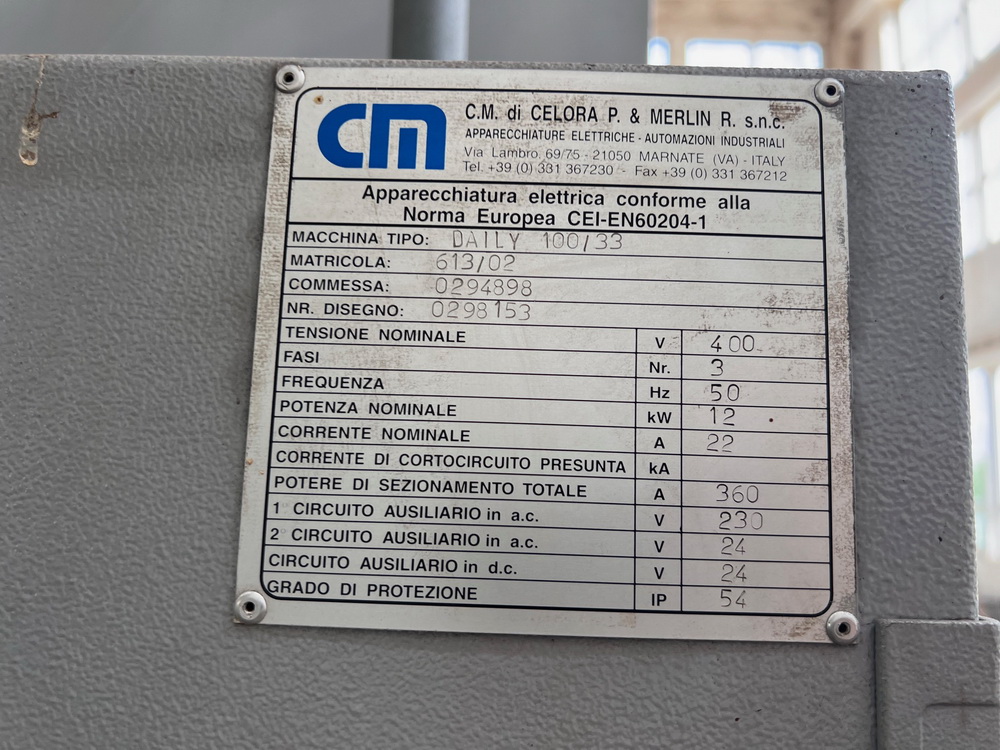 CM
C.M. di CELORA P. & MERLIN R. s.n.c.
APPARECCHIATURE ELETTRICHE - AUTOMAZIONI INDUSTRIALI
Via Lambro, 69/75 - 21050 MARNATE (VA) - ITALY
Tel. +39 (0) 331 367230 - Fax +39 (0) 331 367212
Apparecchiatura elettrica conforme alla
Norma Europea CEI-EN60204-1
MACCHINA TIPO: DAILY 100/33
MATRICOLA: 613/02
COMMESSA: 0294898
NR. DISEGNO: 0298153
TENSIONE NOMINALE V 400
FASI Nr. 3
FREQUENZA Hz 50
POTENZA NOMINALE kW 12
CORRENTE NOMINALE A 22
CORRENTE DI CORTOCIRCUITO PRESUNTA kA
POTERE DI SEZIONAMENTO TOTALE A 360
1° CIRCUITO AUSILIARIO in a.c. V 230
2° CIRCUITO AUSILIARIO in a.c. V 24
CIRCUITO AUSILIARIO in d.c. V 24
GRADO DI PROTEZIONE IP 54